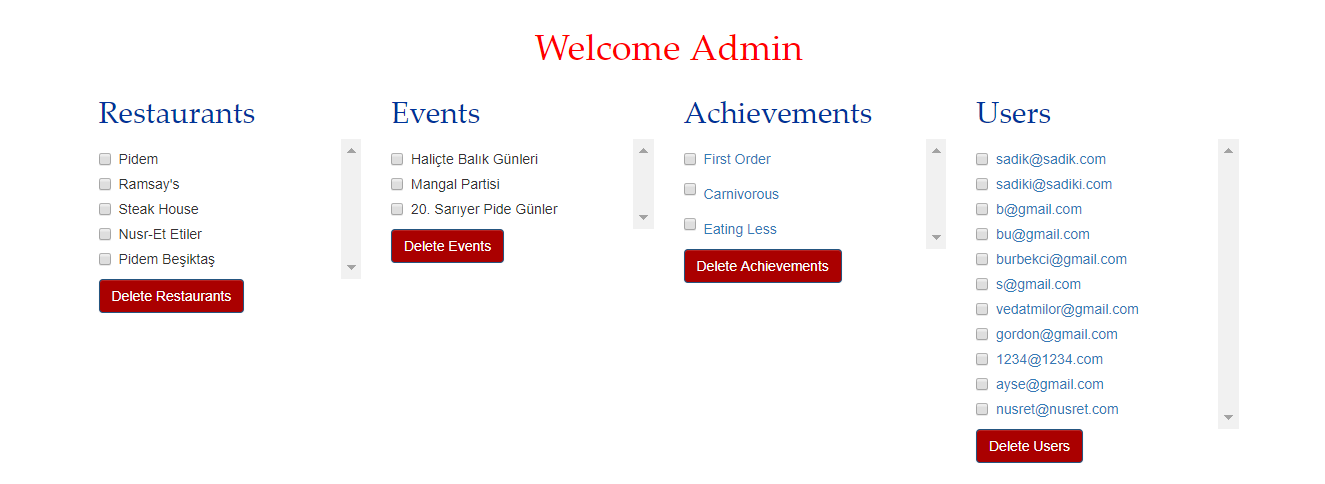 Welcome Admin
Restaurants
Pidem
Ramsay's
Steak House
Nusr-Et Etiler
Pidem Beşiktaş
Delete Restaurants
Events
Haliçte Balık Günleri
Mangal Partisi
20. Sarıyer Pide Günler
Delete Events
Achievements
First Order
Carnivorous
Eating Less
Delete Achievements
Users
sadik@sadik.com
sadiki@sadiki.com
b@gmail.com
bu@gmail.com
burbekci@gmail.com
s@gmail.com
vedatmilor@gmail.com
gordon@gmail.com
1234@1234.com
ayse@gmail.com
nusret@nusret.com
Delete Users